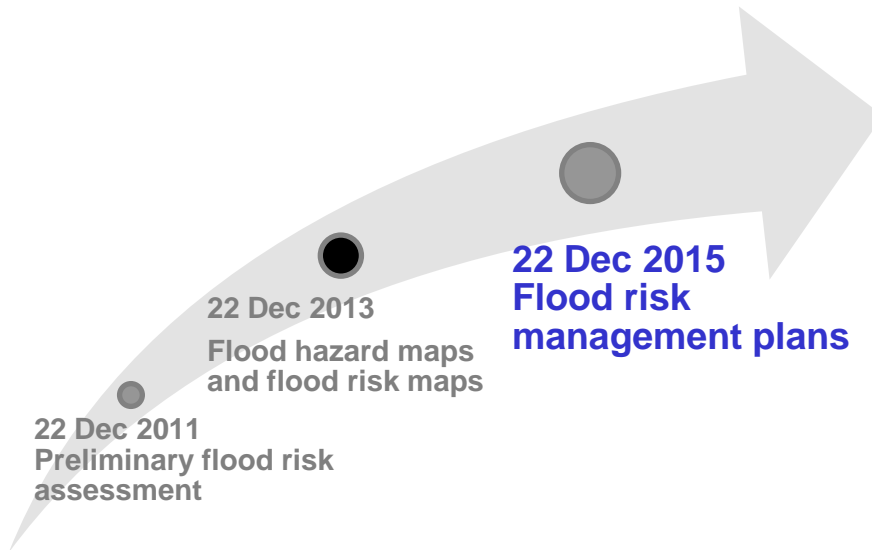 22 Dec 2015
Flood risk
management plans
22 Dec 2013
Flood hazard maps
and flood risk maps
22 Dec 2011
Preliminary flood risk
assessment